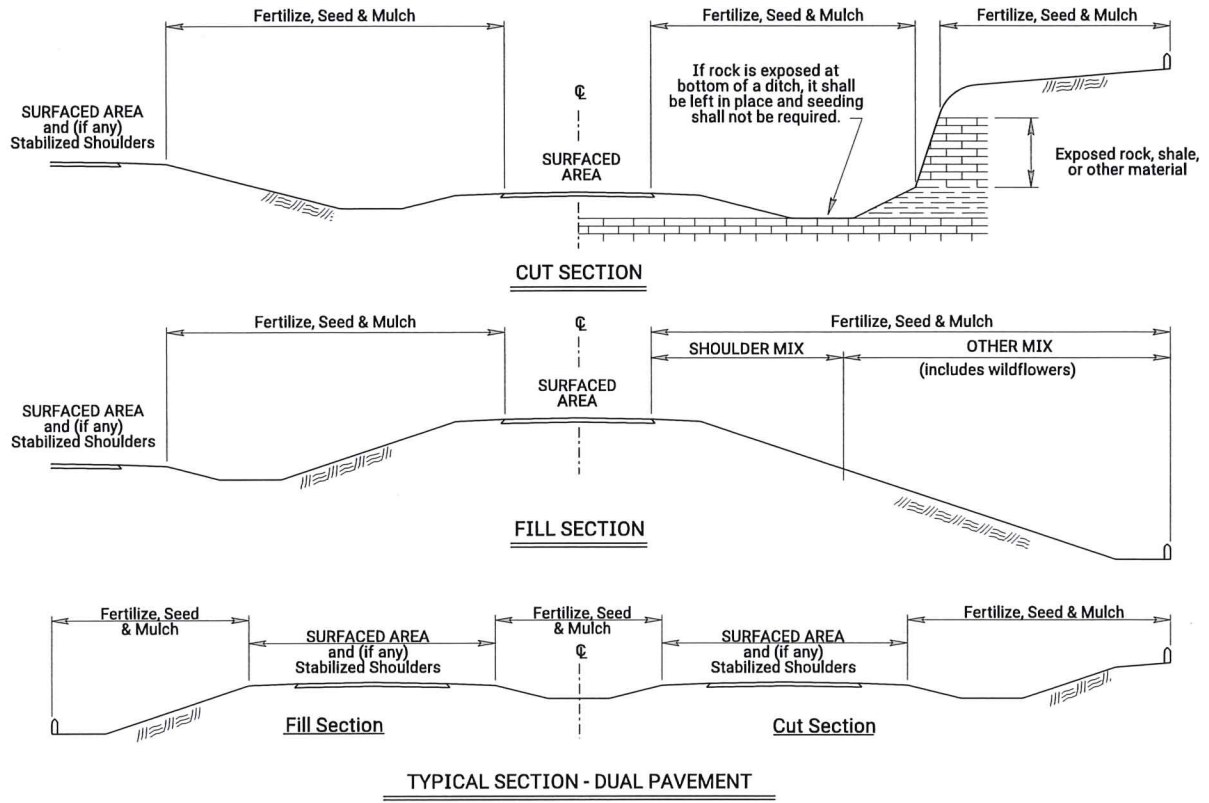 Fertilize, Seed & Mulch
Fertilize, Seed & Mulch
Fertilize, Seed & Mulch
If rock is exposed at
bottom of a ditch, it shall
be left in place and seeding
shall not be required.
℄
SURFACED AREA
and (if any)
Stabilized Shoulders
SURFACED
AREA
Exposed rock, shale,
or other material
CUT SECTION
Fertilize, Seed & Mulch
℄
Fertilize, Seed & Mulch
SHOULDER MIX
OTHER MIX
(includes wildflowers)
SURFACED AREA
and (if any)
Stabilized Shoulders
SURFACED
AREA
FILL SECTION
Fertilize, Seed
& Mulch
SURFACED AREA
and (if any)
Stabilized Shoulders
Fertilize, Seed
& Mulch
℄
SURFACED AREA
and (if any)
Stabilized Shoulders
Fertilize, Seed & Mulch
Fill Section
Cut Section
TYPICAL SECTION - DUAL PAVEMENT